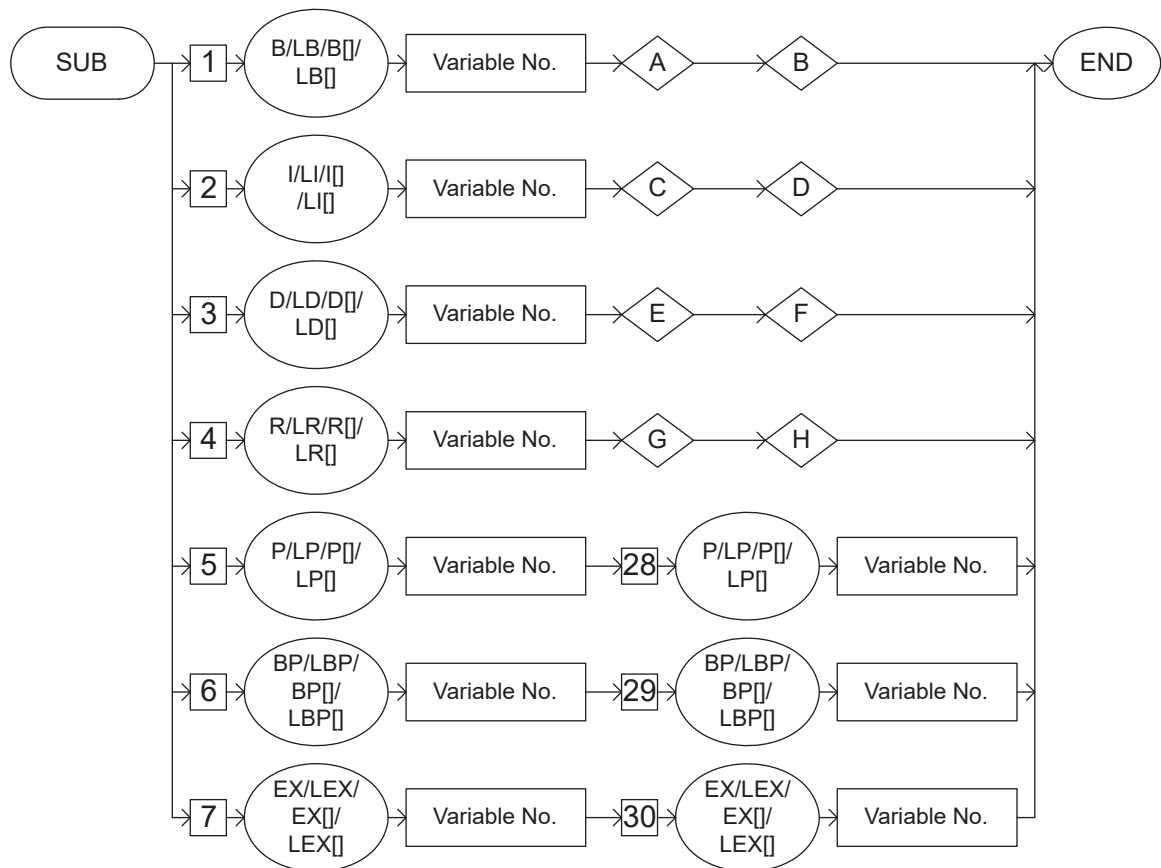 SUB
1
B/LB/B[]/
LB[]
Variable No.
A
B
END
2
I/LI/I[]
/LI[]
Variable No.
C
D
3
D/LD/D[]/
LD[]
Variable No.
E
F
4
R/LR/R[]/
LR[]
Variable No.
G
H
5
P/LP/P[]/
LP[]
Variable No.
28
P/LP/P[]/
LP[]
Variable No.
6
BP/LBP/
BP[]/
LBP[]
Variable No.
29
BP/LBP/
BP[]/
LBP[]
Variable No.
7
EX/LEX/
EX[]/
LEX[]
Variable No.
30
EX/LEX/
EX[]/
LEX[]
Variable No.